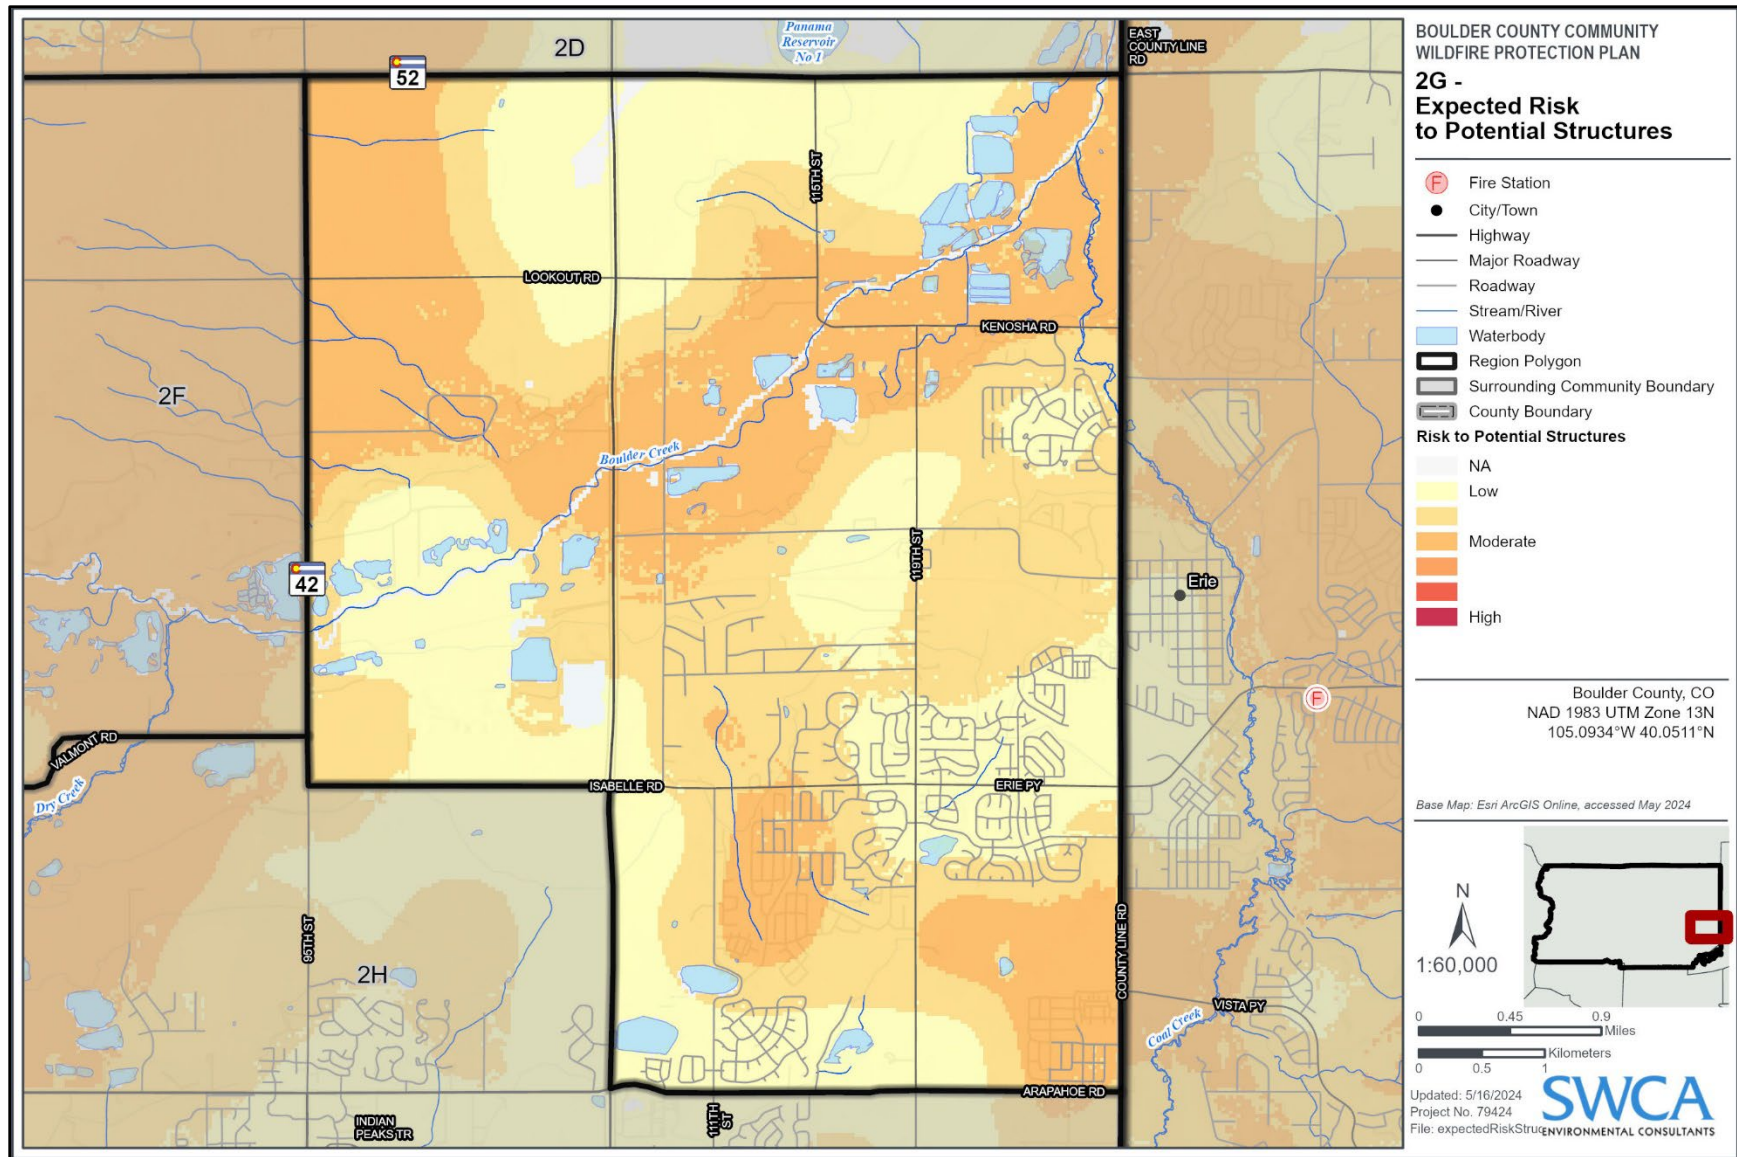 2D
Panama
Reservoir
No 1
EAST
COUNTY LINE
RD
52
115TH ST
LOOKOUT RD
KENOSHA RD
2F
Boulder Creek
119TH ST
42
Erie
F
VALMONT RD
Dry Creek
ISABELLE RD
ERIE PY
95TH ST
2H
COUNTY LINE RD
VISTA PY
Coal Creek
ARAPAHOE RD
INDIAN
PEAKS TR
111TH
ST
BOULDER COUNTY COMMUNITY
WILDFIRE PROTECTION PLAN
2G -
Expected Risk
to Potential Structures
F Fire Station
City/Town
Highway
Major Roadway
Roadway
Stream/River
Waterbody
Region Polygon
Surrounding Community Boundary
County Boundary
Risk to Potential Structures
NA
Low
Moderate
High
Boulder County, CO
NAD 1983 UTM Zone 13N
105.0934°W 40.0511°N
Base Map: Esri ArcGIS Online, accessed May 2024
N
1:60,000
0 0.45 0.9
Miles
Kilometers
0 0.5 1
Updated: 5/16/2024
Project No. 79424
File: expectedRiskStruc
SWCA
ENVIRONMENTAL CONSULTANTS